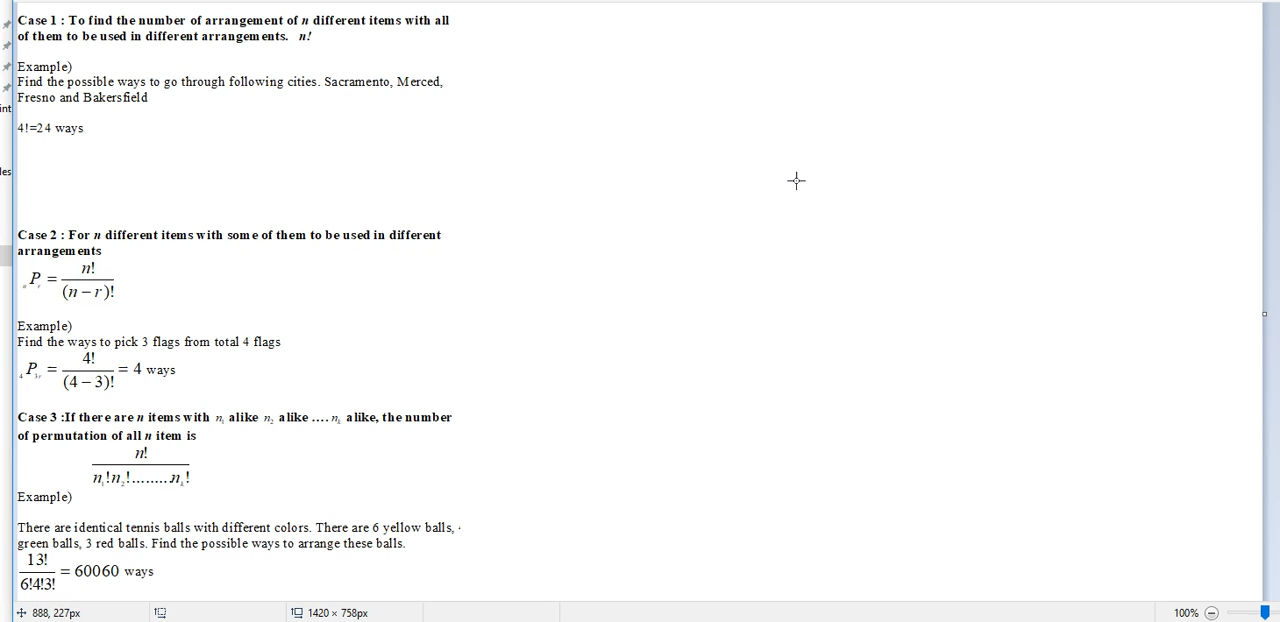 Case 1 : To find the number of arrangement of n different items with all
of them to be used in different arrangements. n!
Example)
Find the possible ways to go through following cities. Sacramento, Merced,
Fresno and Bakersfield
int
4!=24 ways
les
Case 2 : For n different items with some of them to be used in different
arrangements
ₙPᵣ = n!/(n − r)!
Example)
Find the ways to pick 3 flags from total 4 flags
₄P₃, = 4!/(4 − 3)! = 4 ways
Case 3 :If there are n items with n₁ alike n₂ alike .... nₖ alike, the number
of permutation of all n item is
n!/n₁!n₂!........nₖ!
Example)
There are identical tennis balls with different colors. There are 6 yellow balls,
green balls, 3 red balls. Find the possible ways to arrange these balls.
13!/6!4!3! = 60060 ways
888, 227px
1420 × 758px
100%